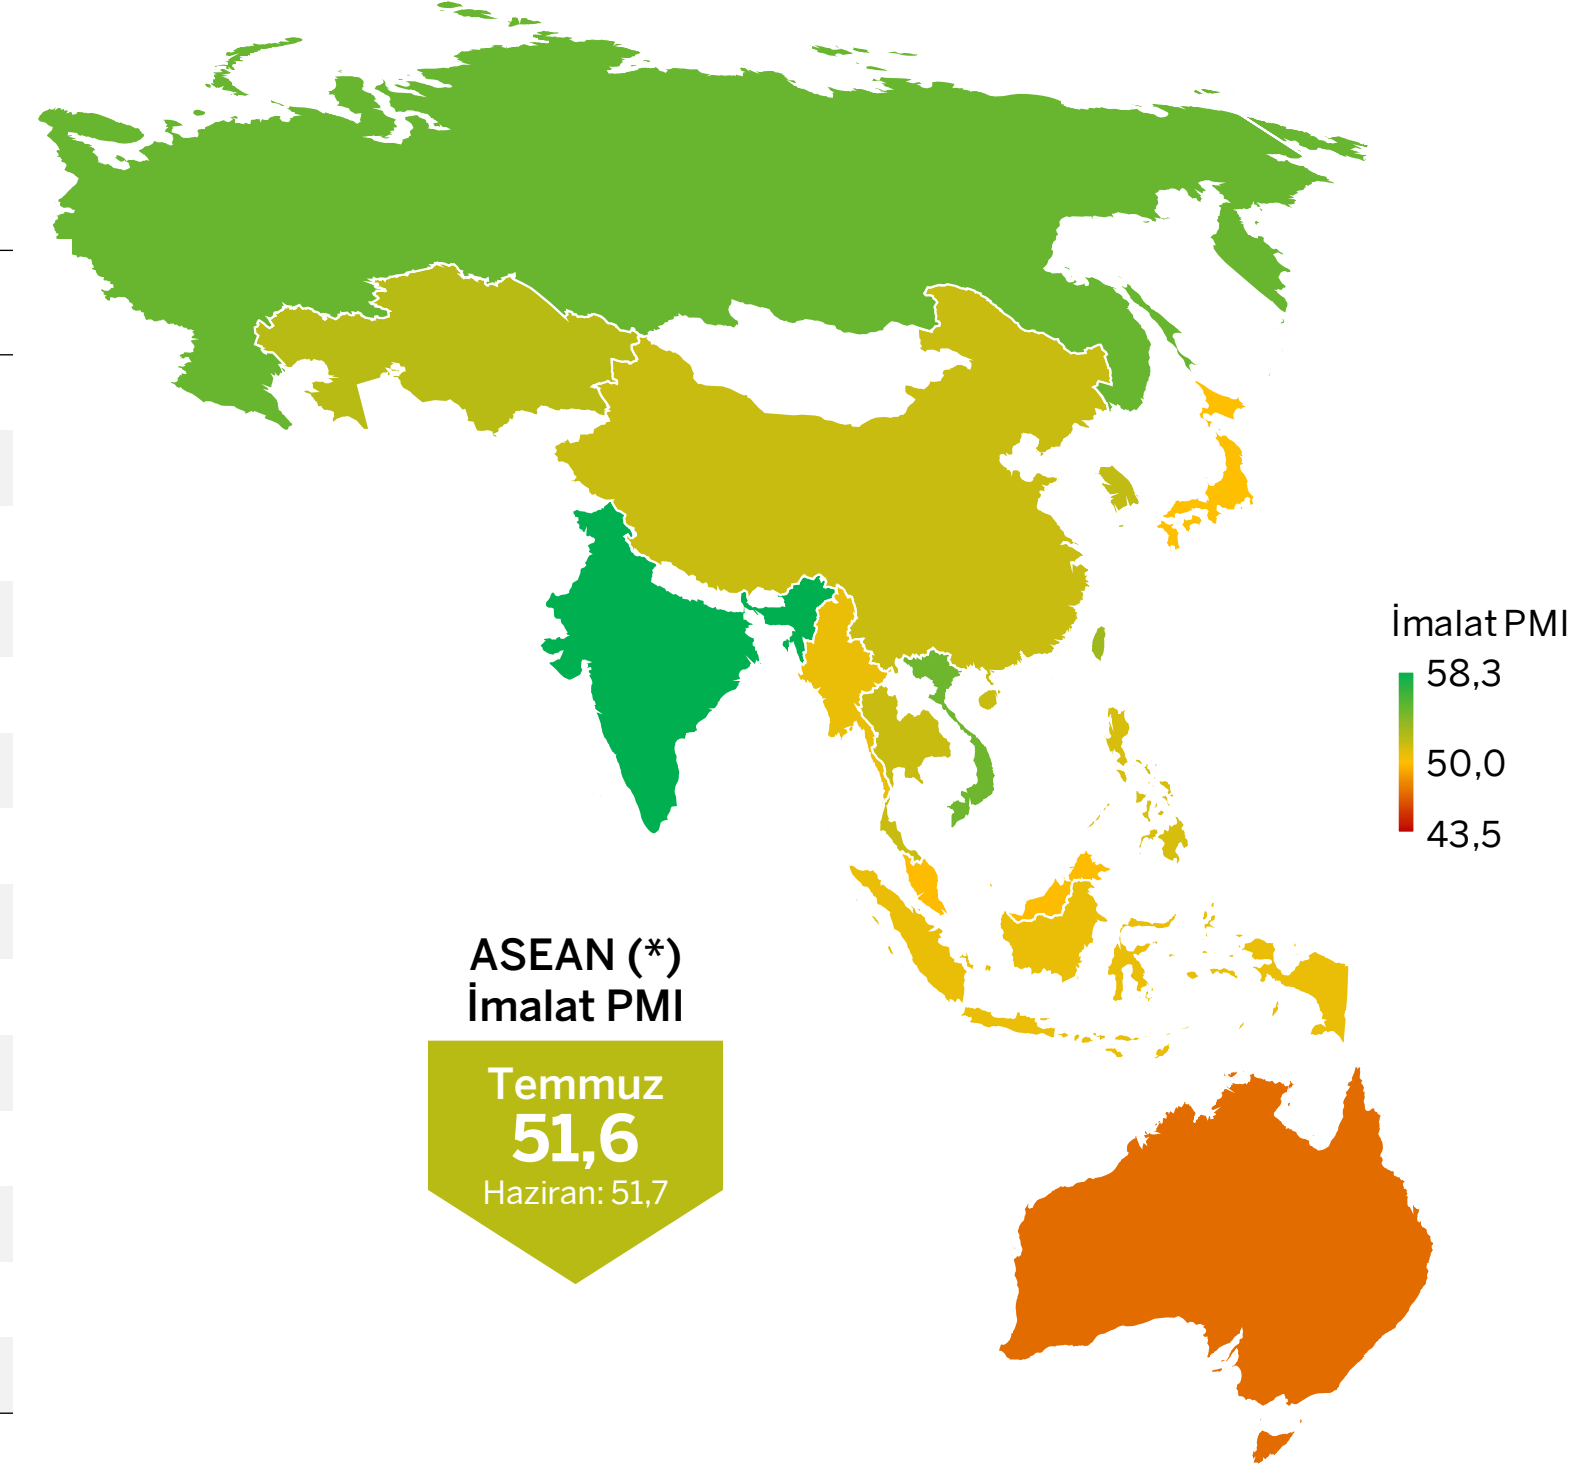 İmalat PMI
58,3
50,0
43,5
ASEAN (*)
İmalat PMI
Temmuz
51,6
Haziran: 51,7